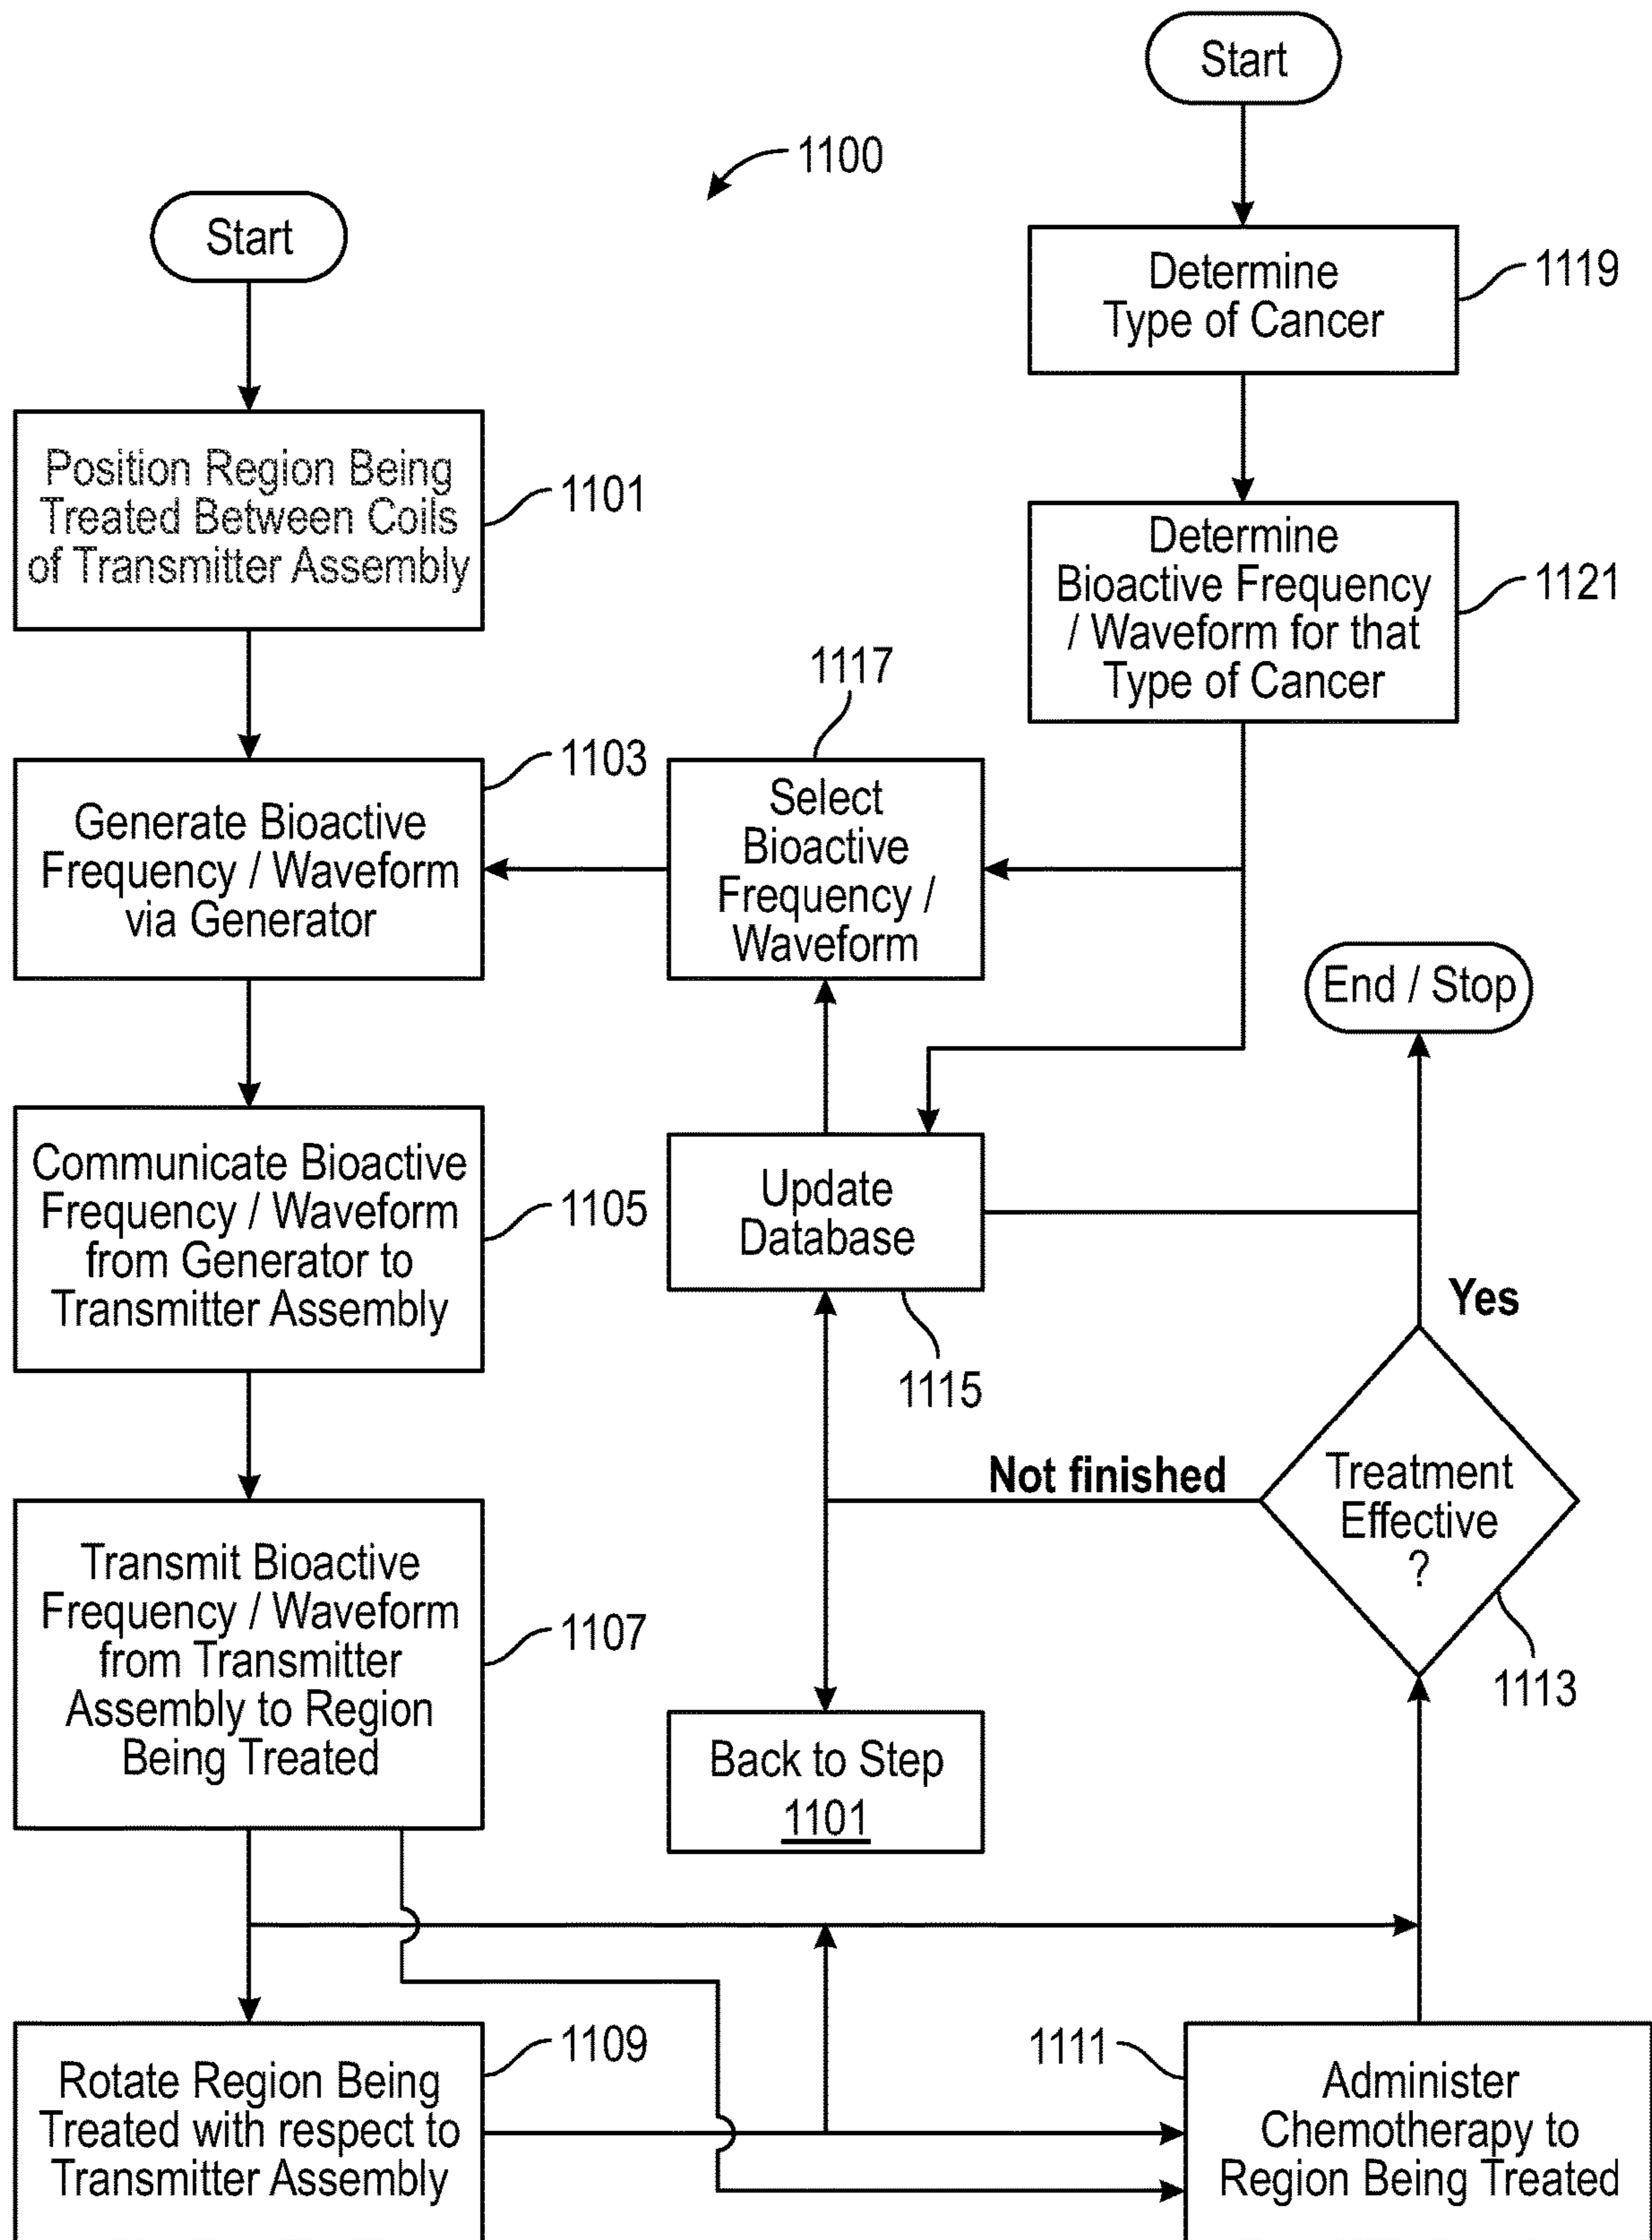 Start
1100
Start
Determine
Type of Cancer
1119
Position Region Being
Treated Between Coils
of Transmitter Assembly
1101
Determine
Bioactive Frequency
/ Waveform for that
Type of Cancer
1121
1117
Generate Bioactive
Frequency / Waveform
via Generator
1103
Select
Bioactive
Frequency /
Waveform
End / Stop
Communicate Bioactive
Frequency / Waveform
from Generator to
Transmitter Assembly
1105
Update
Database
1115
Yes
Not finished
Treatment
Effective
?
1113
Transmit Bioactive
Frequency / Waveform
from Transmitter
Assembly to Region
Being Treated
1107
Back to Step
1101
Rotate Region Being
Treated with respect to
Transmitter Assembly
1109
1111
Administer
Chemotherapy to
Region Being Treated